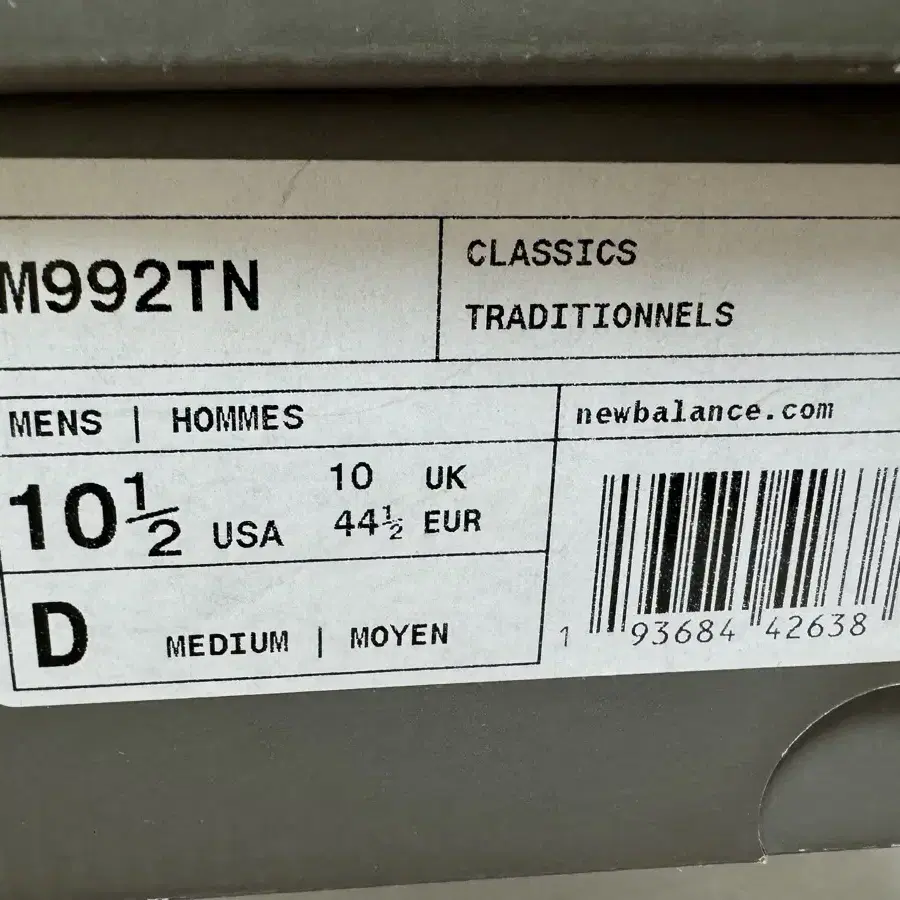 M992TN
CLASSICS
TRADITIONNELS
MENS | HOMMES
newbalance.com
10½ USA
10 UK
44½ EUR
D MEDIUM | MOYEN
1 93684 42638